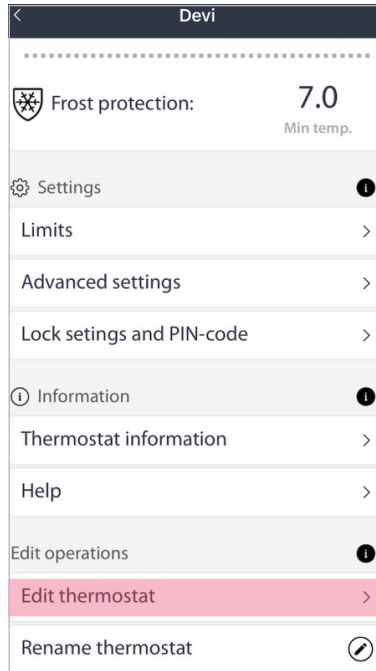 Devi
Frost protection: 7.0
Min temp.
Settings
Limits
Advanced settings
Lock setings and PIN-code
Information
Thermostat information
Help
Edit operations
Edit thermostat
Rename thermostat